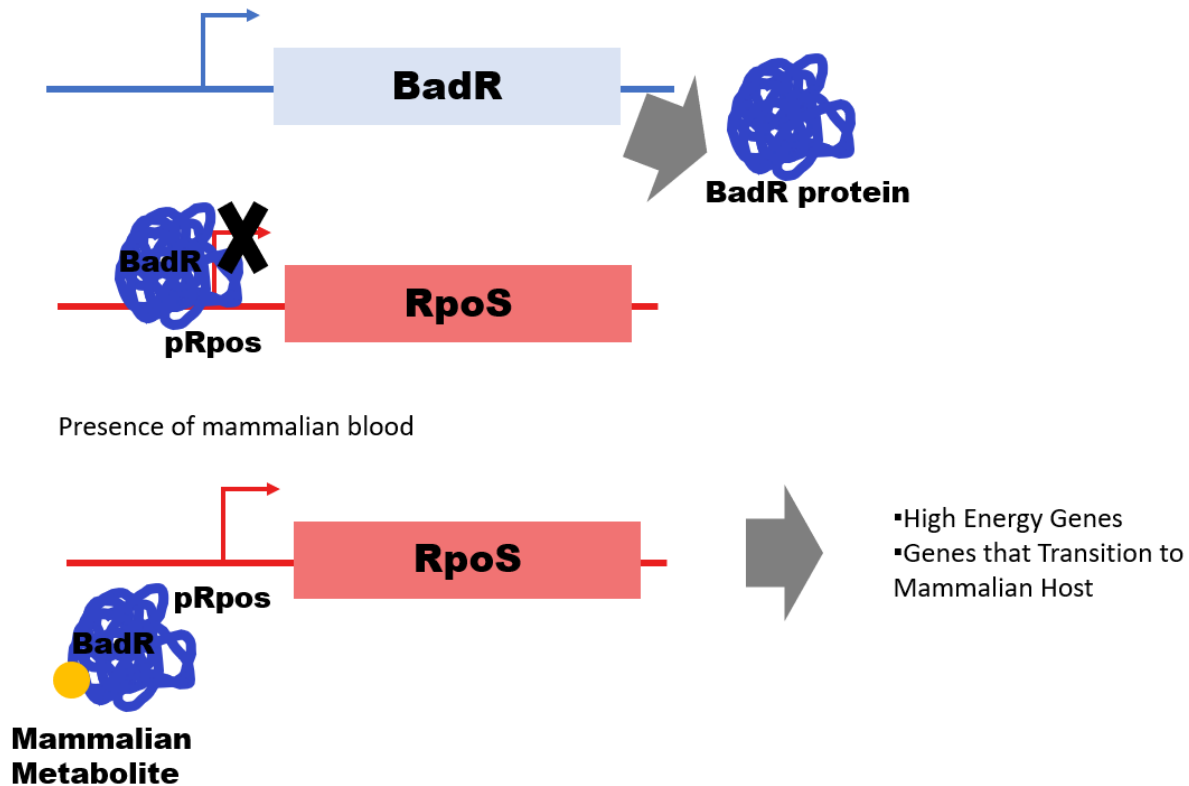 BadR
BadR protein
BadR
RpoS
pRpos
Presence of mammalian blood
RpoS
pRpos
BadR
Mammalian
Metabolite
▪High Energy Genes
▪Genes that Transition to
Mammalian Host